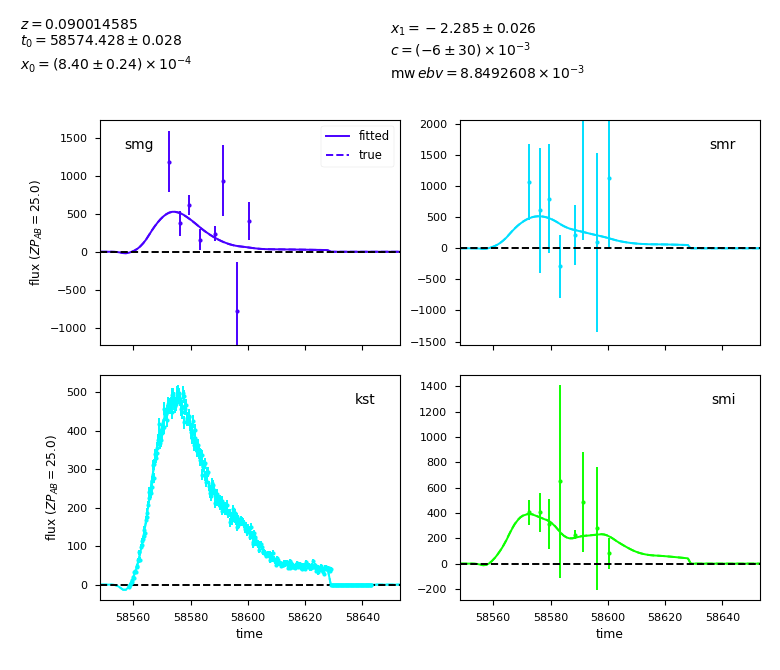 z = 0.090014585
t₀ = 58574.428 ± 0.028
x₀ = (8.40 ± 0.24) × 10⁻⁴
x₁ = − 2.285 ± 0.026
c = (−6 ± 30) × 10⁻³
mw ebv = 8.8492608 × 10⁻³
smg
fitted
true
1500
1000
500
0
−500
−1000
flux (ZP_AB = 25.0)
smr
2000
1500
1000
500
0
−500
−1000
−1500
kst
500
400
300
200
100
0
flux (ZP_AB = 25.0)
58560 58580 58600 58620 58640
time
smi
1400
1200
1000
800
600
400
200
0
−200
58560 58580 58600 58620 58640
time